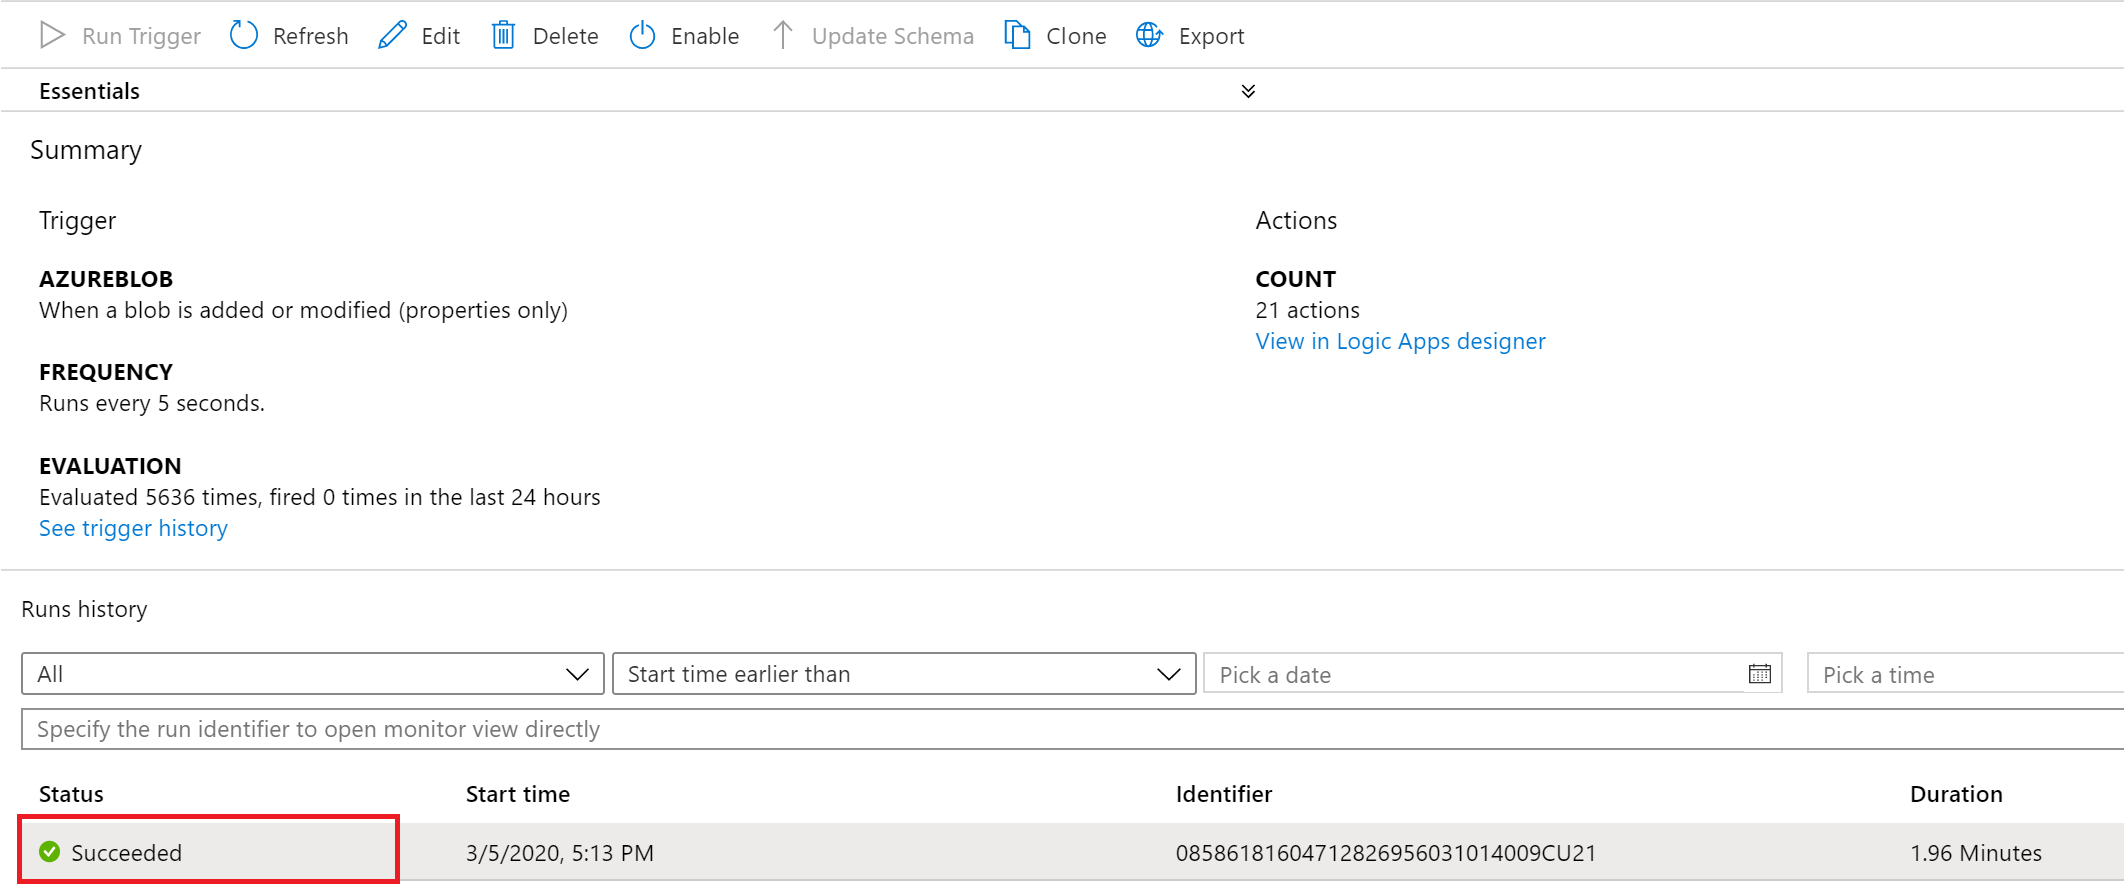 Run Trigger Refresh Edit Delete Enable Update Schema Clone Export
Essentials
Summary
Trigger
AZUREBLOB
When a blob is added or modified (properties only)
FREQUENCY
Runs every 5 seconds.
EVALUATION
Evaluated 5636 times, fired 0 times in the last 24 hours
See trigger history
Actions
COUNT
21 actions
View in Logic Apps designer
Runs history
All Start time earlier than Pick a date Pick a time
Specify the run identifier to open monitor view directly
Status Start time Identifier Duration
Succeeded 3/5/2020, 5:13 PM 08586181604712826956031014009CU21 1.96 Minutes